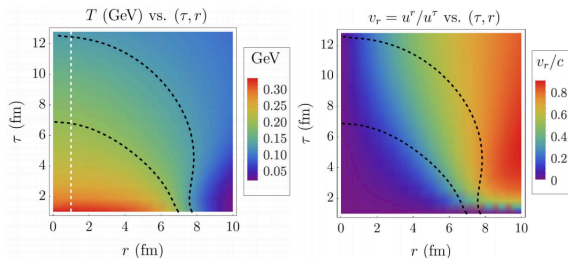 T (GeV) vs. (τ, r)
12
10
8
6
4
2
τ (fm)
0 2 4 6 8 10
r (fm)
GeV
0.30
0.25
0.20
0.15
0.10
0.05
v_r = u^r/u^τ vs. (τ, r)
12
10
8
6
4
2
τ (fm)
0 2 4 6 8 10
r (fm)
v_r/c
0.8
0.6
0.4
0.2
0